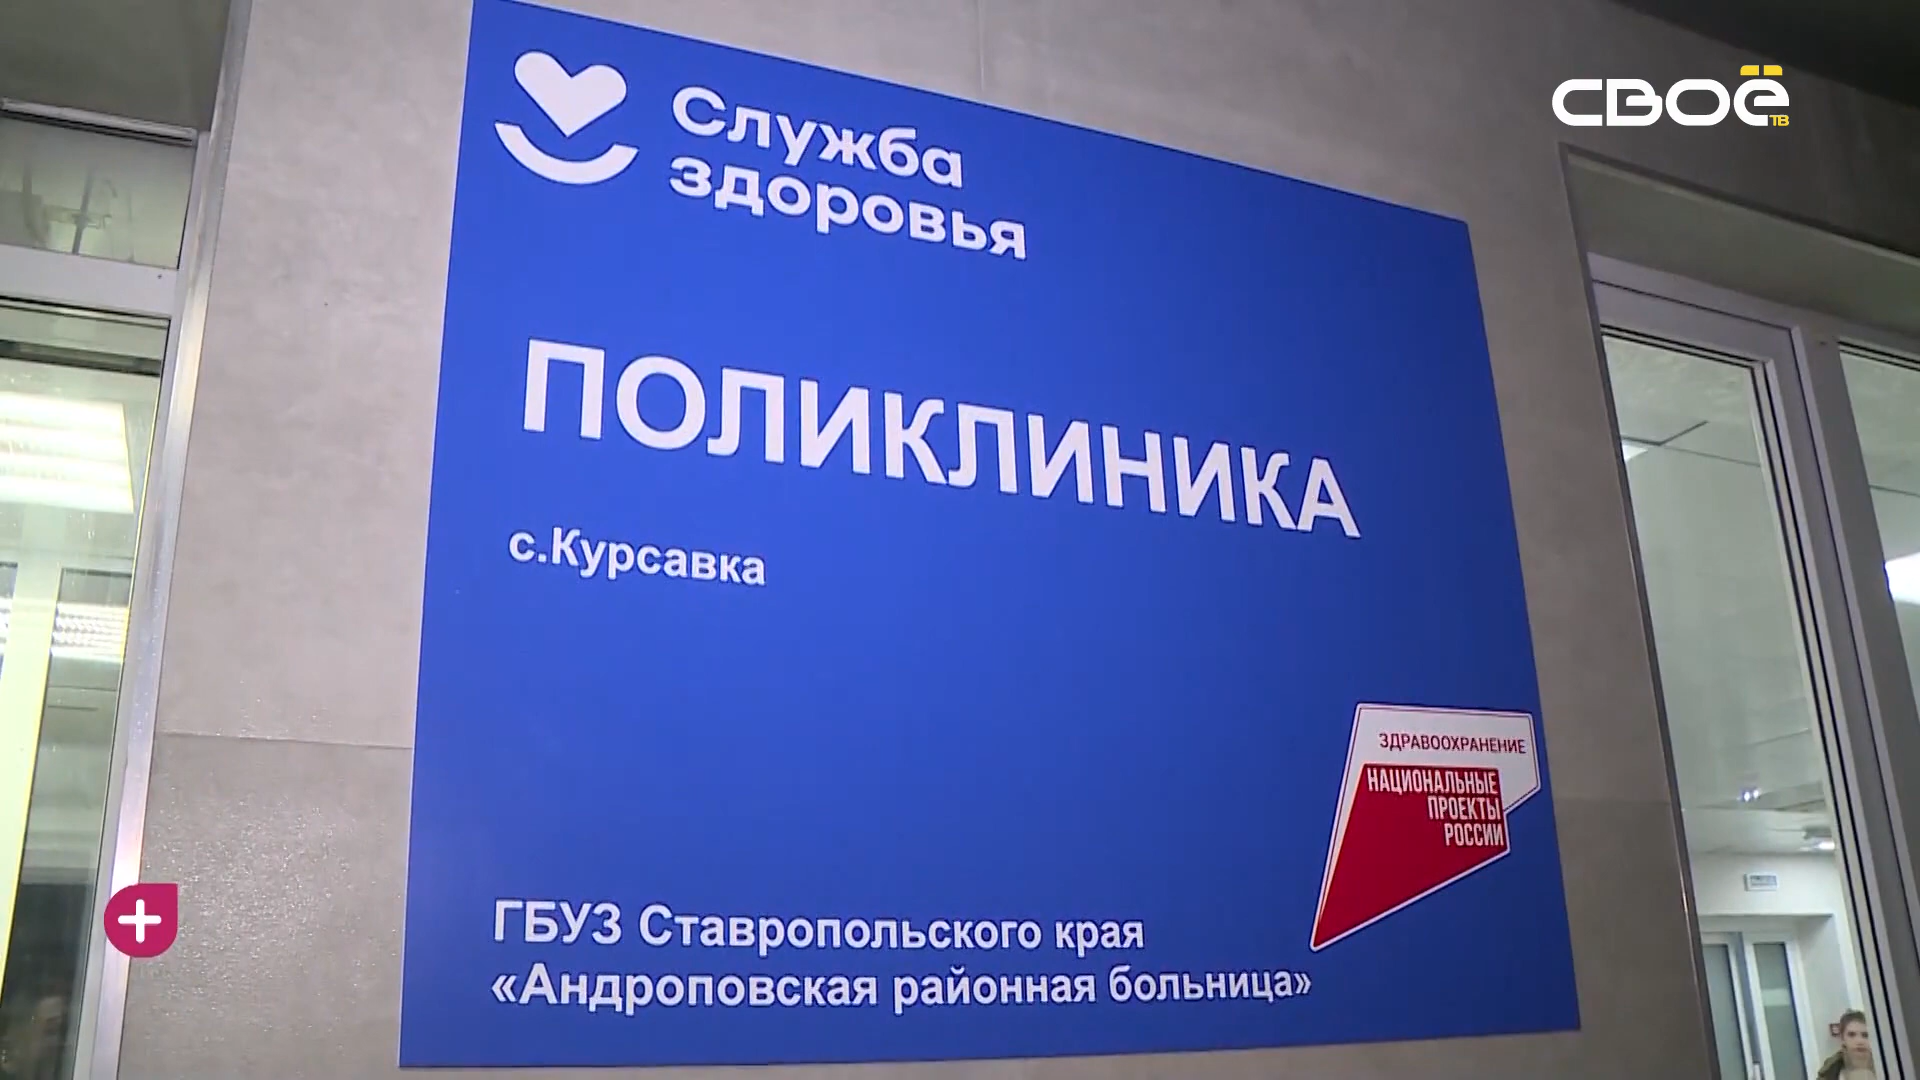 СВОЁ
ТВ
Служба
здоровья
ПОЛИКЛИНИКА
с.Курсавка
ЗДРАВООХРАНЕНИЕ
НАЦИОНАЛЬНЫЕ
ПРОЕКТЫ
РОССИИ
ГБУЗ Ставропольского края
«Андроповская районная больница»